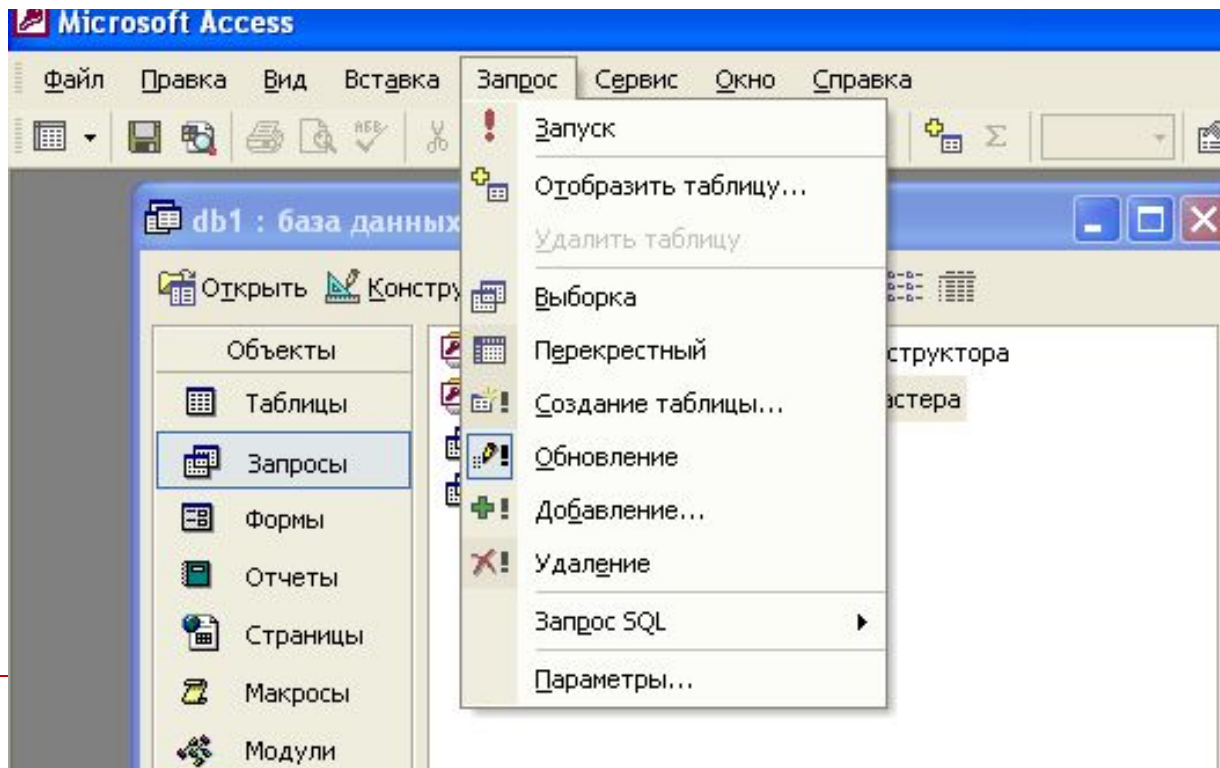 Microsoft Access
Файл Правка Вид Вставка Запрос Сервис Окно Справка
Запуск
Отобразить таблицу...
Удалить таблицу
Выборка
Перекрестный
Создание таблицы...
Обновление
Добавление...
Удаление
Запрос SQL
Параметры...
db1 : база данных
Открыть Констру
Объекты
Таблицы
Запросы
Формы
Отчеты
Страницы
Макросы
Модули
структора
астера